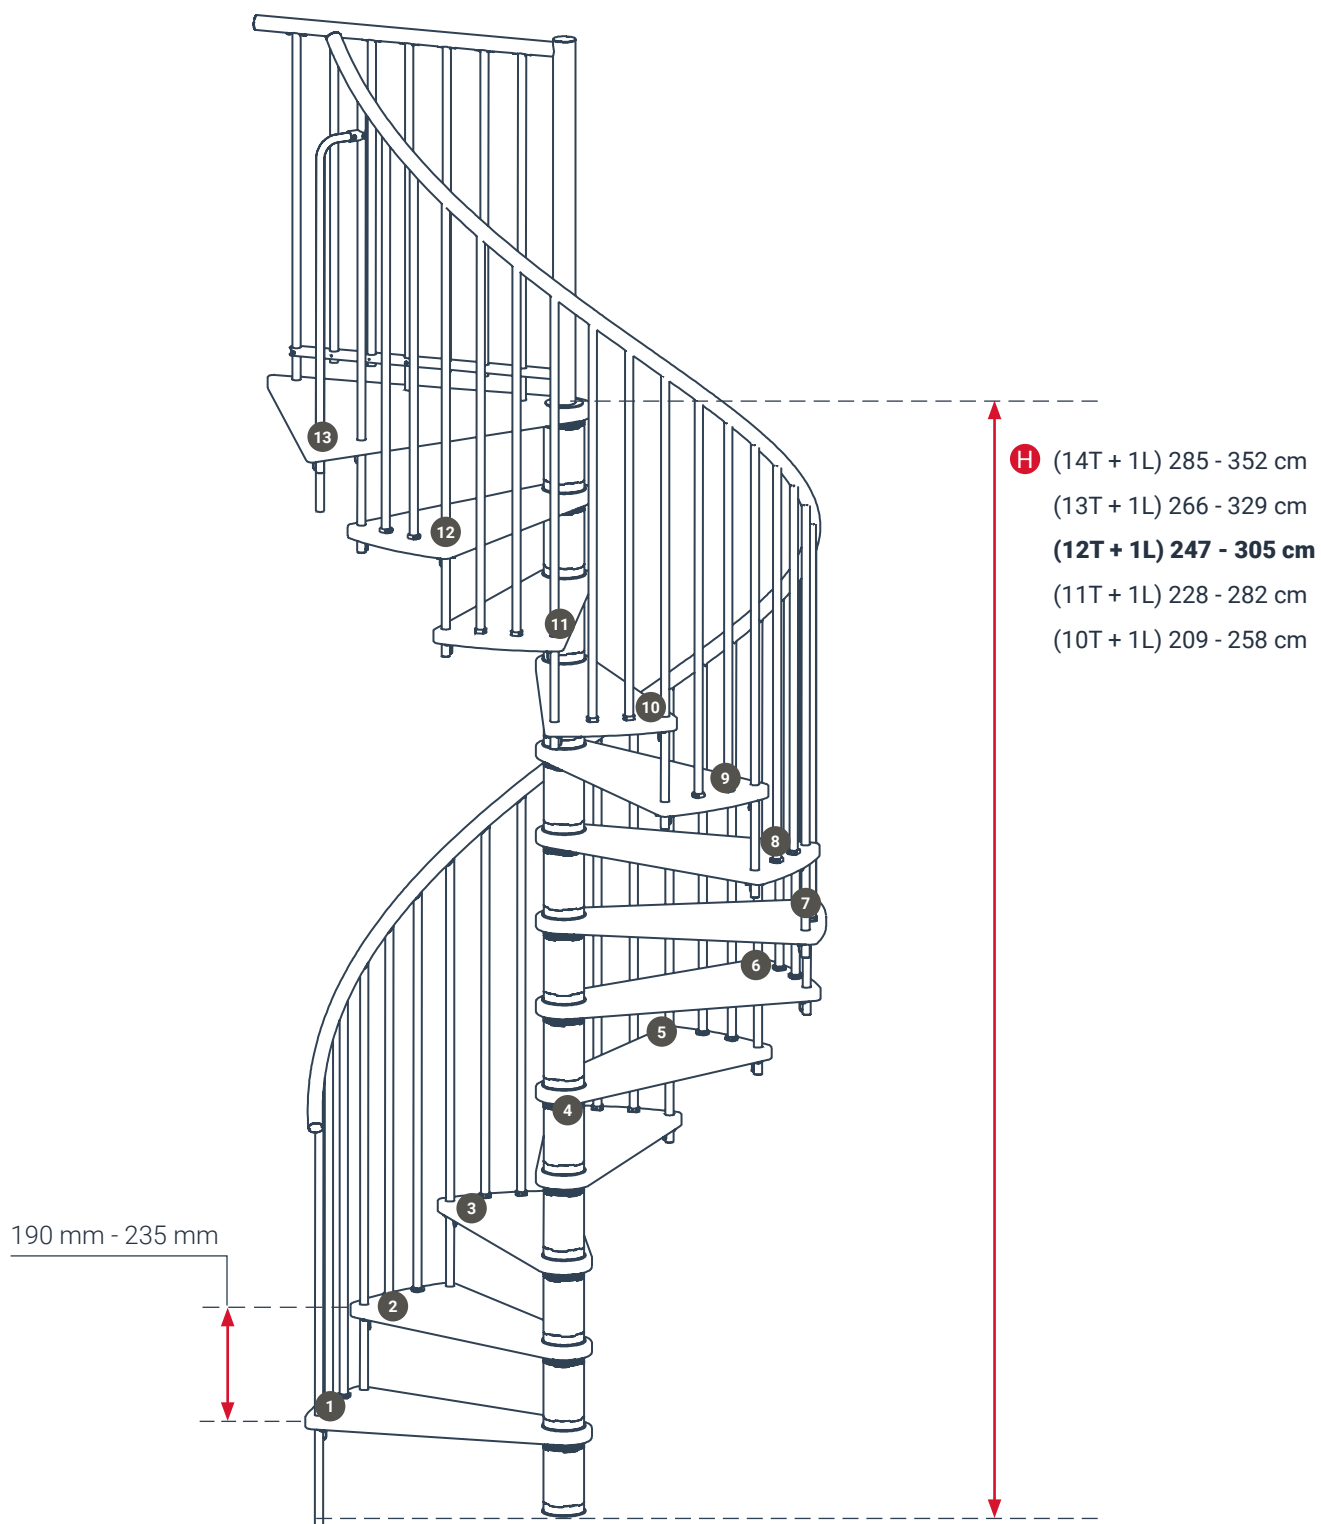 13
12
11
10
9
8
7
6
5
4
3
2
1
H (14T + 1L) 285 - 352 cm
(13T + 1L) 266 - 329 cm
(12T + 1L) 247 - 305 cm
(11T + 1L) 228 - 282 cm
(10T + 1L) 209 - 258 cm
190 mm - 235 mm